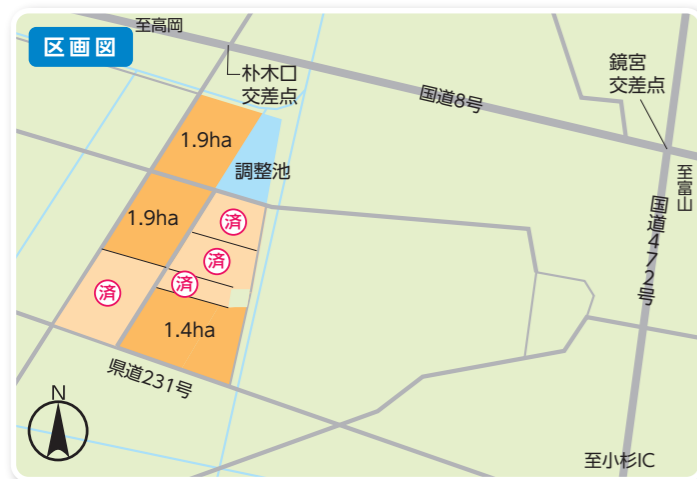 区画図
至高岡
朴木口
交差点
国道8号
鏡宮
交差点
至富山
国道472号
1.9ha
調整池
1.9ha
済
済
済
済
1.4ha
県道231号
N
至小杉IC